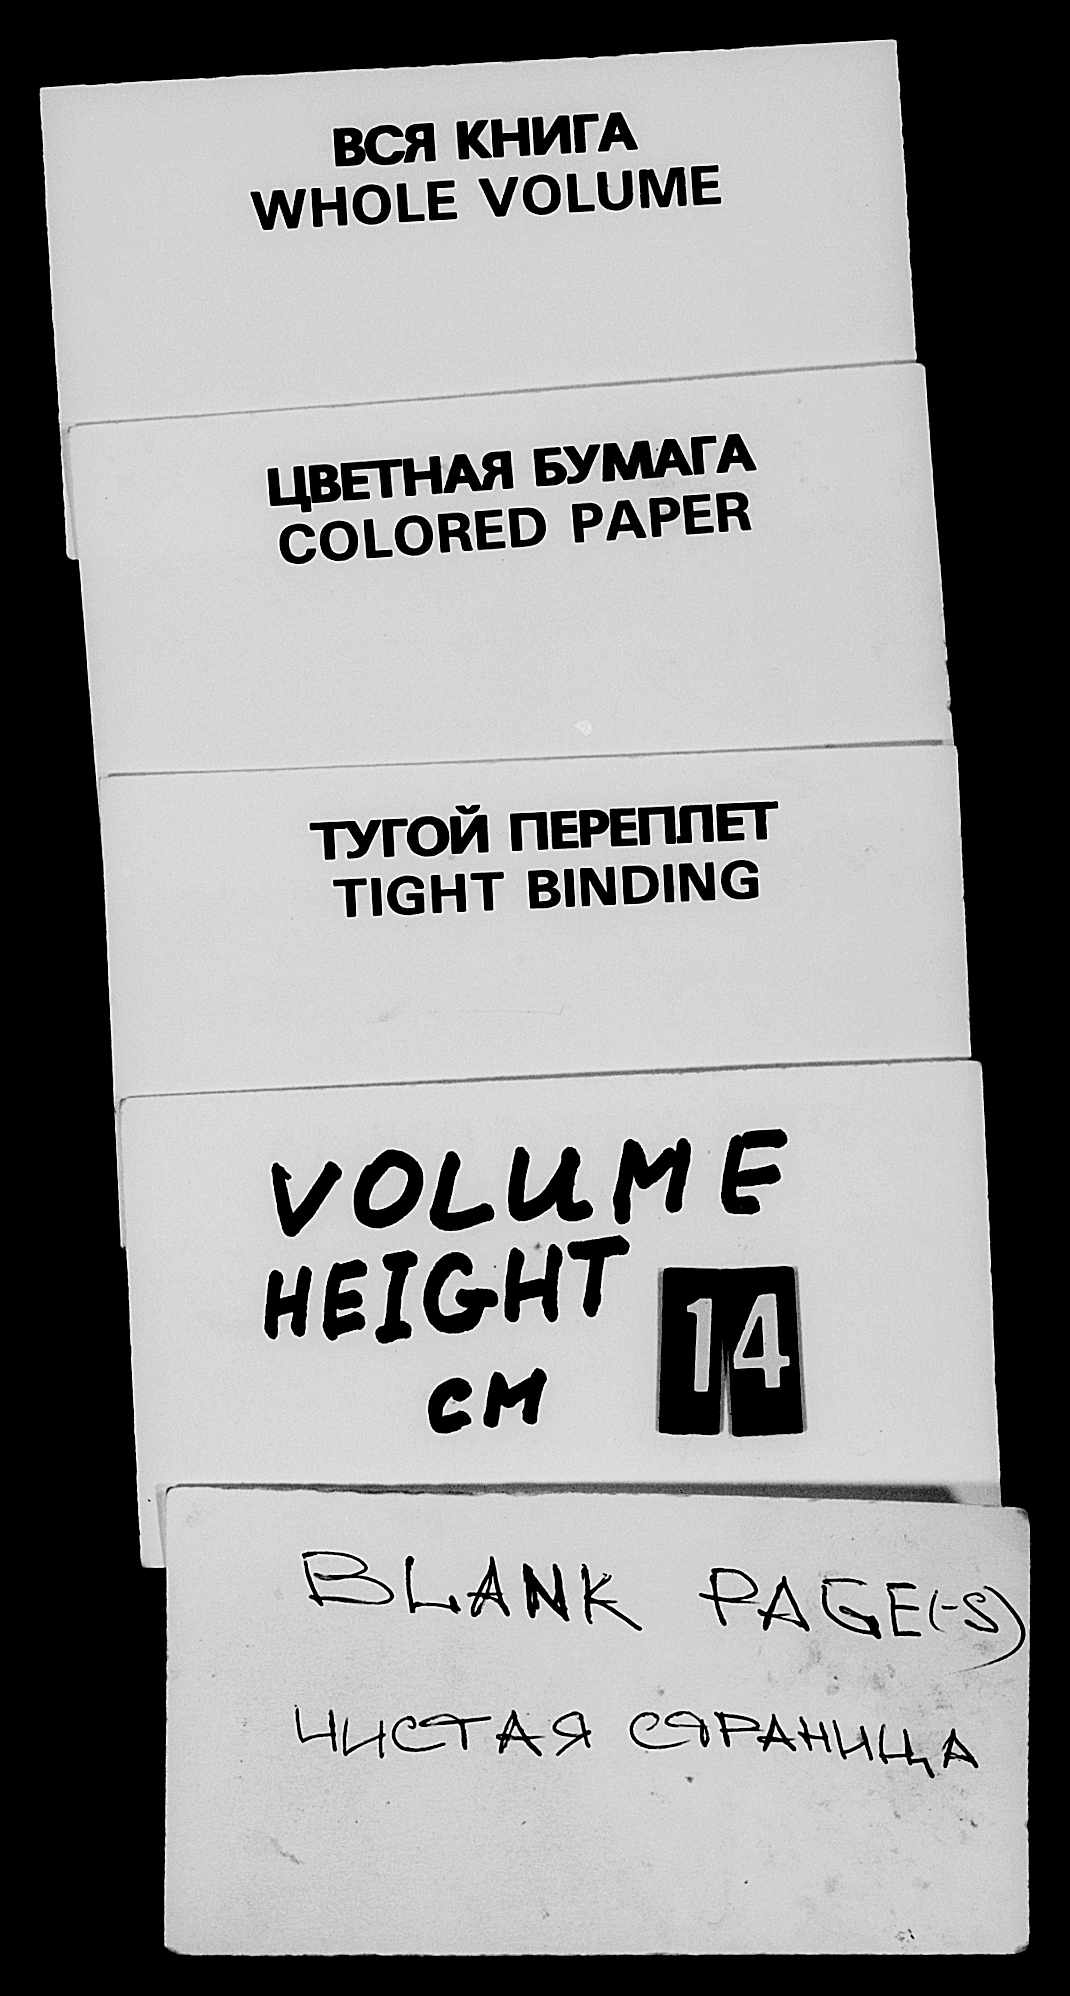 ВСЯ КНИГА
WHOLE VOLUME
ЦВЕТНАЯ БУМАГА
COLORED PAPER
ТУГОЙ ПЕРЕПЛЕТ
TIGHT BINDING
VOLUME
HEIGHT 14
CM
BLANK PAGE(-S)
ЧИСТАЯ СТРАНИЦА